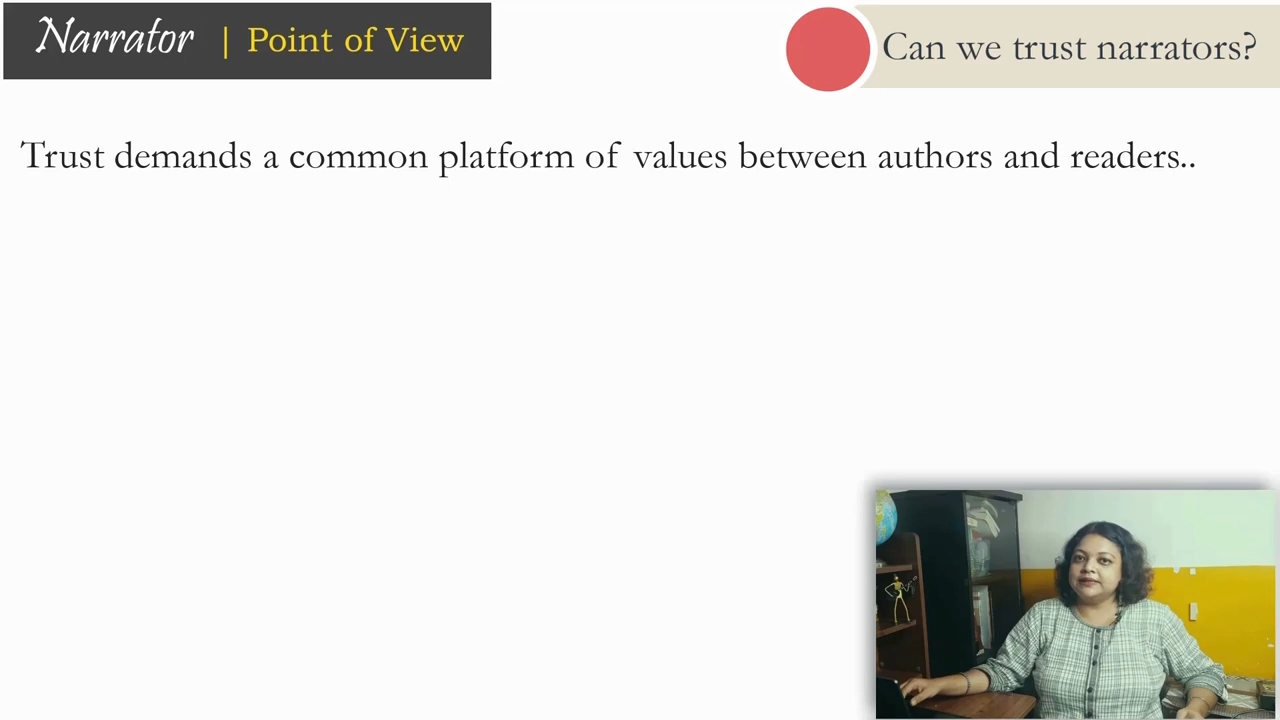 Narrator | Point of View
Can we trust narrators?
Trust demands a common platform of values between authors and readers..